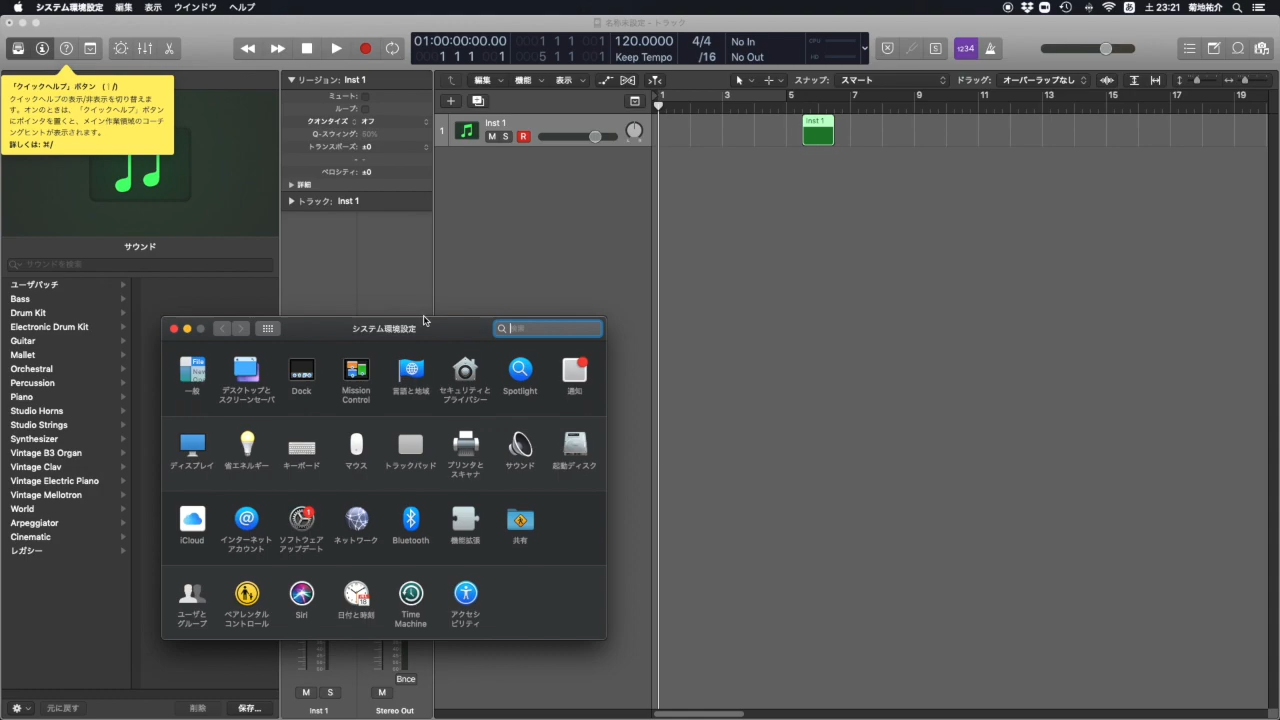 システム環境設定 編集 表示 ウインドウ ヘルプ
あ 土 23:21 菊地祐介
名称未設定 - トラック
01:00:00:00.00
1 1 1 1
0001 1 1 001
0005 1 1 001
120.0000
Keep Tempo
4/4
/16
No In
No Out
CPU
HD
1234
「クイックヘルプ」ボタン （⇧/）
クイックヘルプの表示/非表示を切り替えま
す。オンのときは、「クイックヘルプ」ボタン
にポインタを置くと、メイン作業領域のコーチ
ングヒントが表示されます。
詳しくは: ⌘/
サウンド
サウンドを検索
ユーザパッチ
Bass
Drum Kit
Electronic Drum Kit
Guitar
Mallet
Orchestral
Percussion
Piano
Studio Horns
Studio Strings
Synthesizer
Vintage B3 Organ
Vintage Clav
Vintage Electric Piano
Vintage Mellotron
World
Arpeggiator
Cinematic
レガシー
元に戻す 削除 保存...
リージョン: Inst 1
ミュート:
ループ:
クオンタイズ オフ
Q-スウィング: 60%
トランスポーズ: ±0
- -
ベロシティ: ±0
詳細
トラック: Inst 1
Bnce
M S
M
Inst 1
Stereo Out
編集 機能 表示
スナップ: スマート
ドラッグ: オーバーラップなし
1 3 5 7 9 11 13 15 17 19
1
Inst 1
M S R
Inst 1
システム環境設定
検索
一般
デスクトップと
スクリーンセーバ
Dock
Mission
Control
言語と地域
セキュリティと
プライバシー
Spotlight
通知
ディスプレイ
省エネルギー
キーボード
マウス
トラックパッド
プリンタと
スキャナ
サウンド
起動ディスク
iCloud
インターネット
アカウント
ソフトウェア
アップデート
ネットワーク
Bluetooth
機能拡張
共有
ユーザと
グループ
ペアレンタル
コントロール
Siri
日付と時刻
Time
Machine
アクセシ
ビリティ